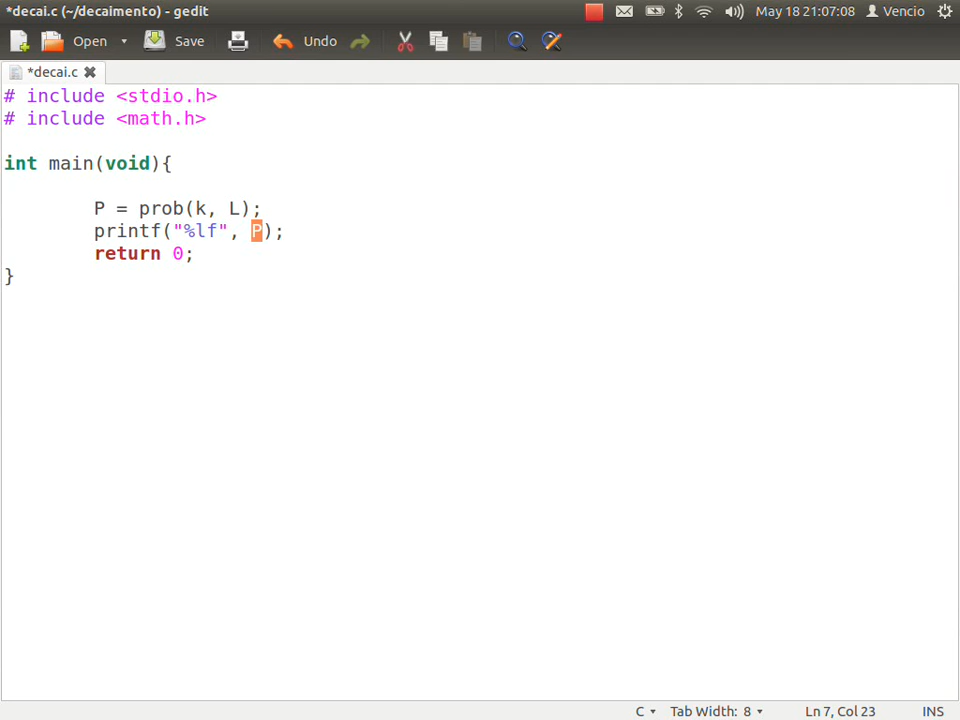 *decai.c (~/decaimento) - gedit
May 18 21:07:08 Vencio
Open Save Undo
*decai.c
# include <stdio.h>
# include <math.h>
int main(void){
P = prob(k, L);
printf("%lf", P);
return 0;
}
C Tab Width: 8 Ln 7, Col 23 INS